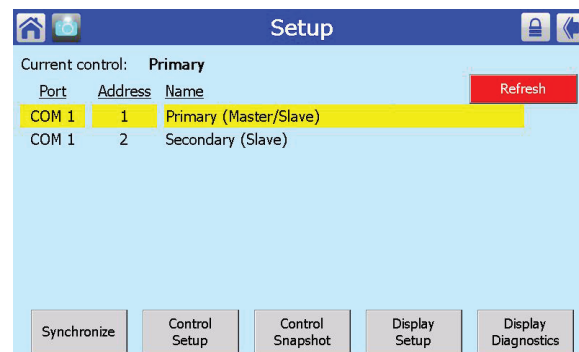 Setup
Current control: Primary
Refresh
Port Address Name
COM 1 1 Primary (Master/Slave)
COM 1 2 Secondary (Slave)
Synchronize
Control
Setup
Control
Snapshot
Display
Setup
Display
Diagnostics